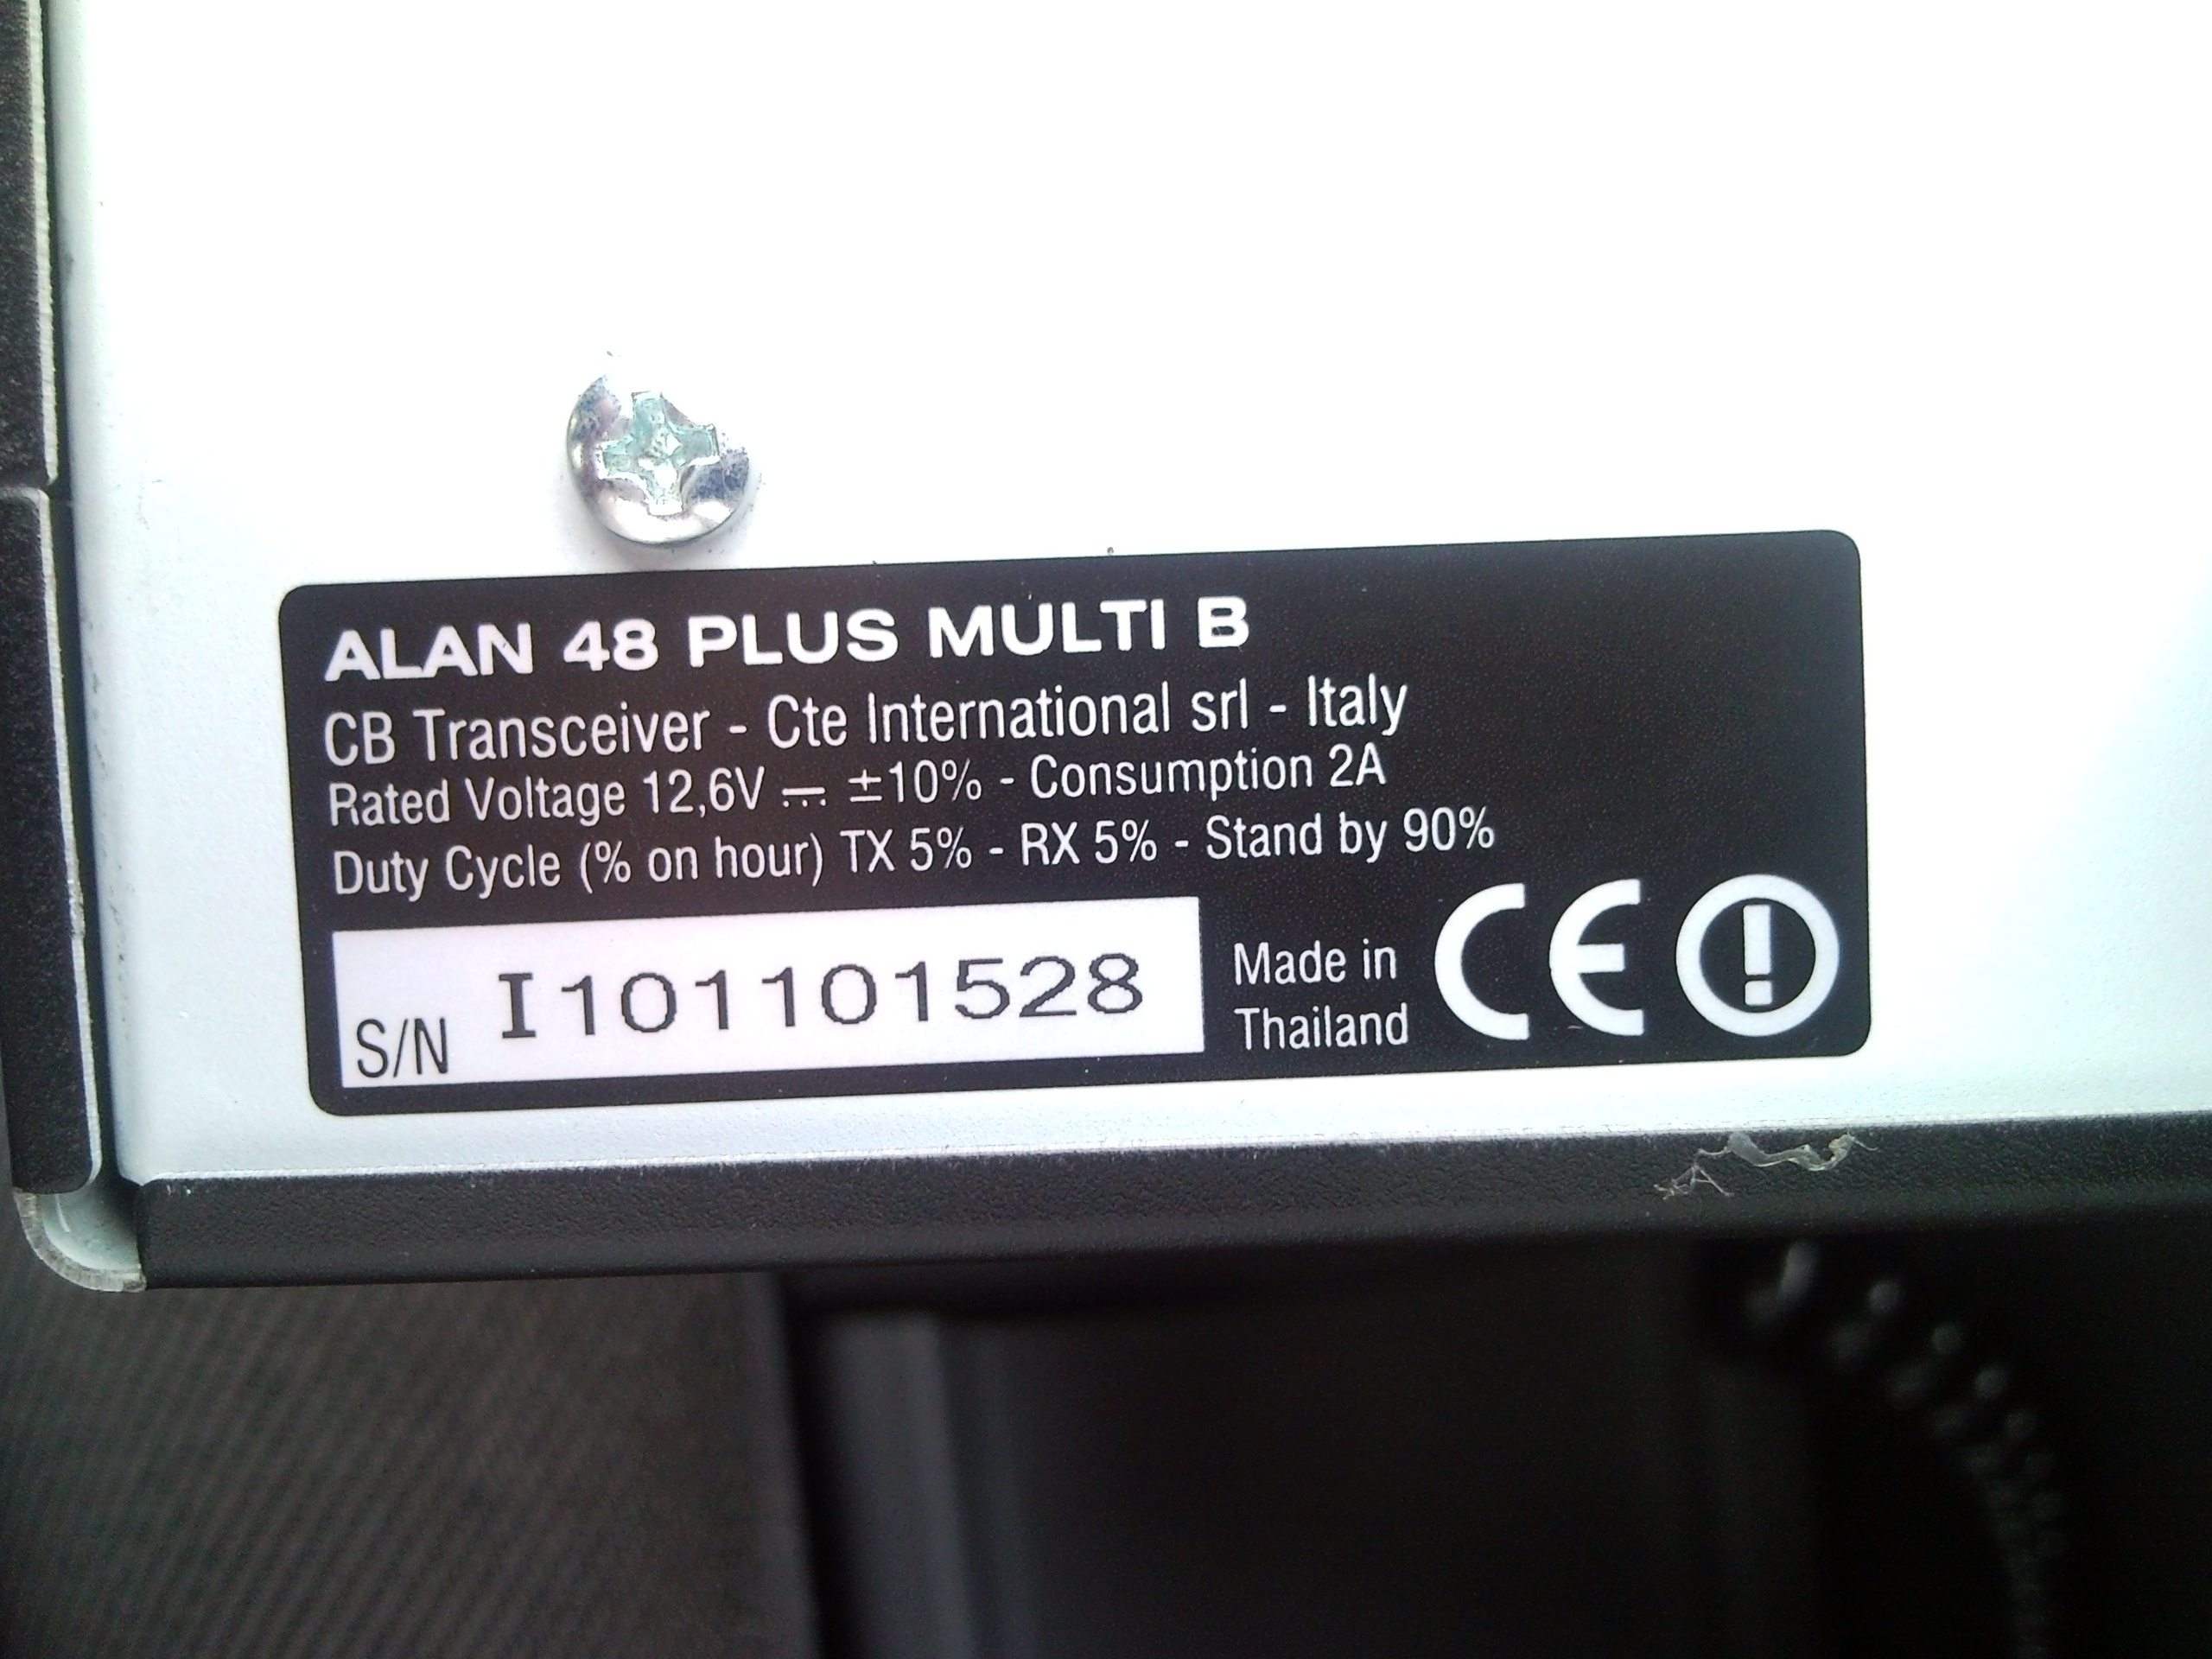 ALAN 48 PLUS MULTI B
CB Transceiver - Cte International srl - Italy
Rated Voltage 12,6V ⎓ ±10% - Consumption 2A
Duty Cycle (% on hour) TX 5% - RX 5% - Stand by 90%
S/N I101101528
Made in
Thailand
CE